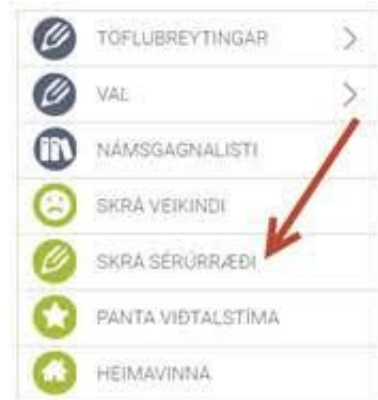 TÖFLUBREYTINGAR
VAL
NÁMSGAGNALISTI
SKRÁ VEIKINDI
SKRÁ SÉRÚRRÆÐI
PANTA VIÐTALSTÍMA
HEIMAVINNA